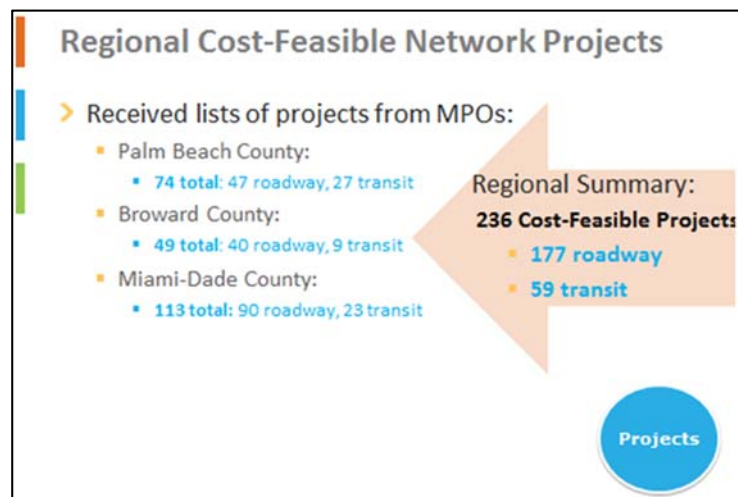 Regional Cost-Feasible Network Projects
Received lists of projects from MPOs:
Palm Beach County:
74 total: 47 roadway, 27 transit
Broward County:
49 total: 40 roadway, 9 transit
Miami-Dade County:
113 total: 90 roadway, 23 transit
Regional Summary:
236 Cost-Feasible Projects
177 roadway
59 transit
Projects